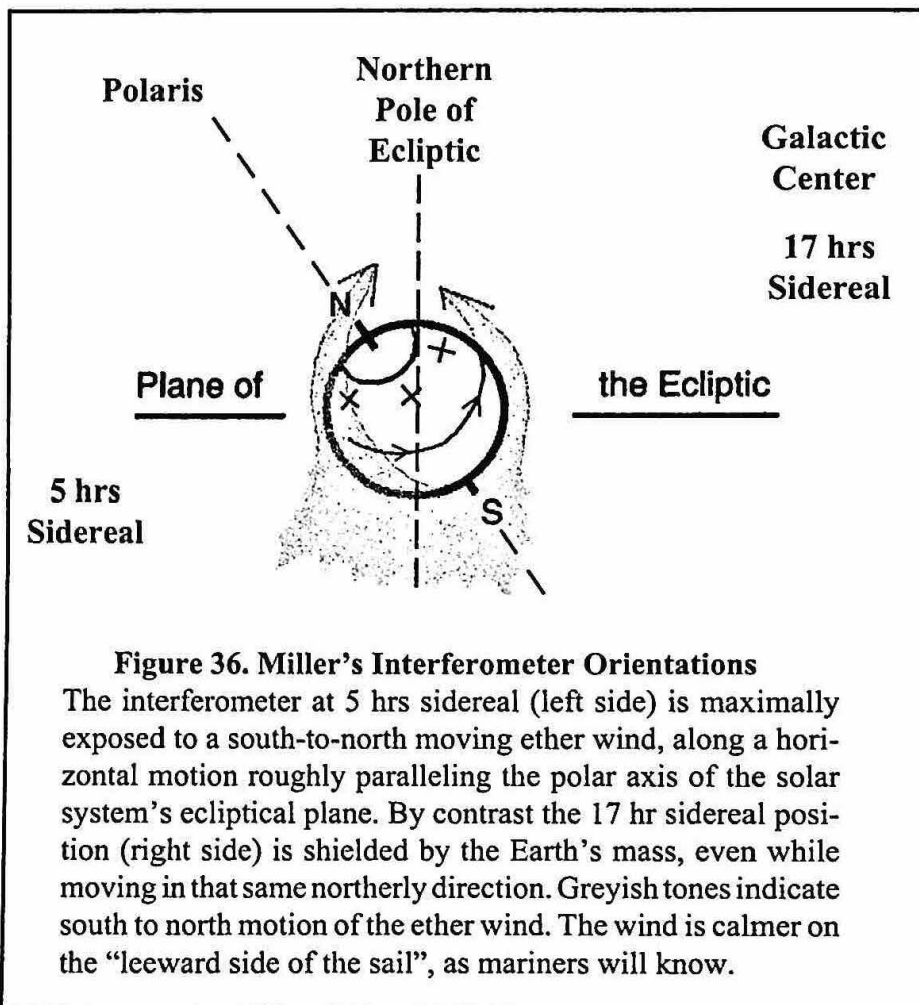 Polaris
Northern
Pole of
Ecliptic
Galactic
Center
17 hrs
Sidereal
N
Plane of
the Ecliptic
5 hrs
Sidereal
S
Figure 36. Miller's Interferometer Orientations
The interferometer at 5 hrs sidereal (left side) is maximally
exposed to a south-to-north moving ether wind, along a hori-
zontal motion roughly paralleling the polar axis of the solar
system's ecliptical plane. By contrast the 17 hr sidereal posi-
tion (right side) is shielded by the Earth's mass, even while
moving in that same northerly direction. Greyish tones indicate
south to north motion of the ether wind. The wind is calmer on
the "leeward side of the sail", as mariners will know.